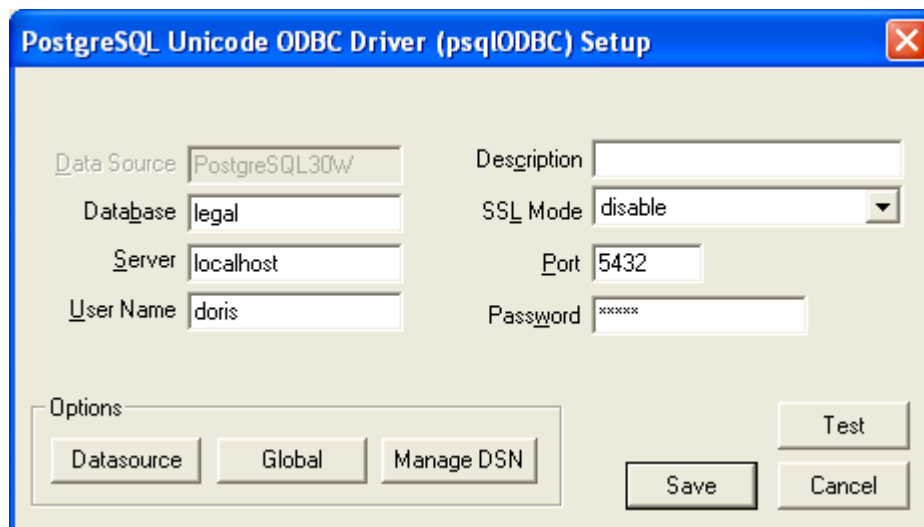 PostgreSQL Unicode ODBC Driver (psqlODBC) Setup
Data Source PostgreSQL30W Description
Database legal SSL Mode disable
Server localhost Port 5432
User Name doris Password *****
Options
Datasource Global Manage DSN Test
Save Cancel